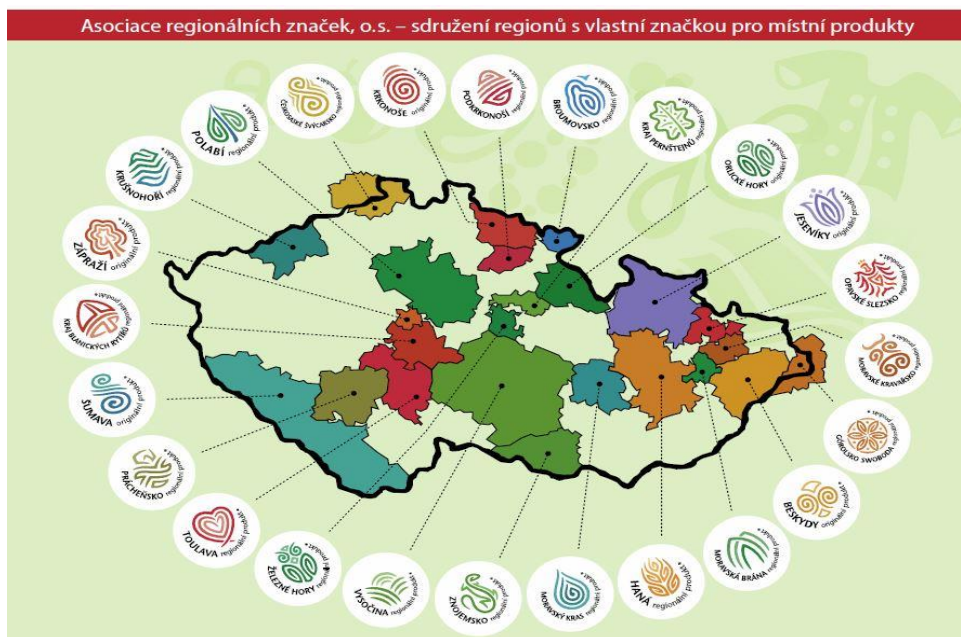 Asociace regionálních značek, o.s. – sdružení regionů s vlastní značkou pro místní produkty
ČESKOSASKÉ ŠVÝCARSKO regionální produkt
KRKONOŠE originální produkt
PODKRKONOŠÍ regionální produkt
BROUMOVSKO regionální produkt
KRAJ PERNŠTEJNŮ regionální produkt
ORLICKÉ HORY originální produkt
JESENÍKY originální produkt
OPAVSKÉ SLEZSKO regionální produkt
MORAVSKÉ KRAVAŘSKO regionální produkt
GÓROLSKO SWOBODA regionální produkt
BESKYDY originální produkt
MORAVSKÁ BRÁNA regionální produkt
HANÁ regionální produkt
MORAVSKÝ KRAS regionální produkt
ZNOJEMSKO regionální produkt
VYSOČINA regionální produkt
ŽELEZNÉ HORY regionální produkt
TOULAVA regionální produkt
PRÁCHEŇSKO regionální produkt
ŠUMAVA originální produkt
KRAJ BLANICKÝCH RYTÍŘŮ regionální produkt
ZÁPRAŽÍ originální produkt
KRUŠNOHOŘÍ regionální produkt
POLABÍ regionální produkt